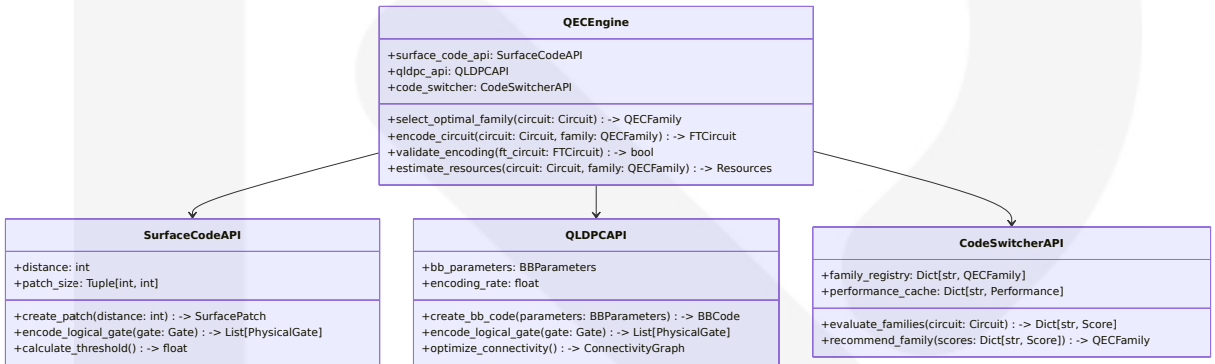 QECEngine
+surface_code_api: SurfaceCodeAPI
+qldpc_api: QLDPCAPI
+code_switcher: CodeSwitcherAPI
+select_optimal_family(circuit: Circuit) : -> QECFamily
+encode_circuit(circuit: Circuit, family: QECFamily) : -> FTCircuit
+validate_encoding(ft_circuit: FTCircuit) : -> bool
+estimate_resources(circuit: Circuit, family: QECFamily) : -> Resources
SurfaceCodeAPI
+distance: int
+patch_size: Tuple[int, int]
+create_patch(distance: int) : -> SurfacePatch
+encode_logical_gate(gate: Gate) : -> List[PhysicalGate]
+calculate_threshold() : -> float
QLDPCAPI
+bb_parameters: BBParameters
+encoding_rate: float
+create_bb_code(parameters: BBParameters) : -> BBCode
+encode_logical_gate(gate: Gate) : -> List[PhysicalGate]
+optimize_connectivity() : -> ConnectivityGraph
CodeSwitcherAPI
+family_registry: Dict[str, QECFamily]
+performance_cache: Dict[str, Performance]
+evaluate_families(circuit: Circuit) : -> Dict[str, Score]
+recommend_family(scores: Dict[str, Score]) : -> QECFamily